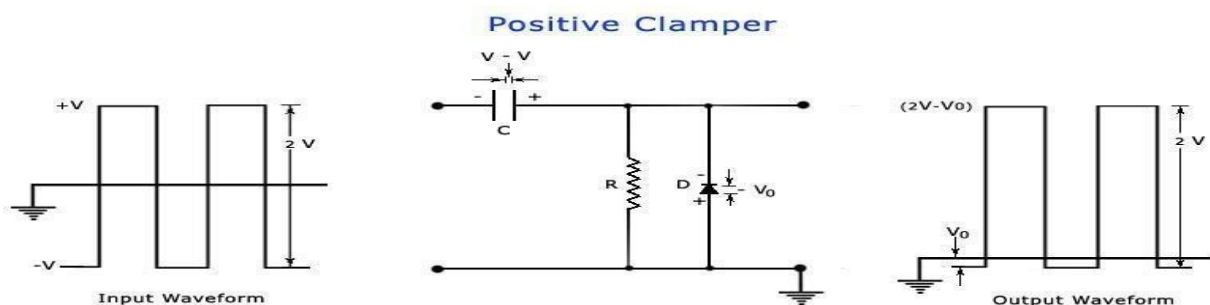 Positive Clamper
V - V
- +
C
+V
2 V
-V
Input Waveform
R
D
-
+
- V0
(2V-V0)
2 V
V0
Output Waveform